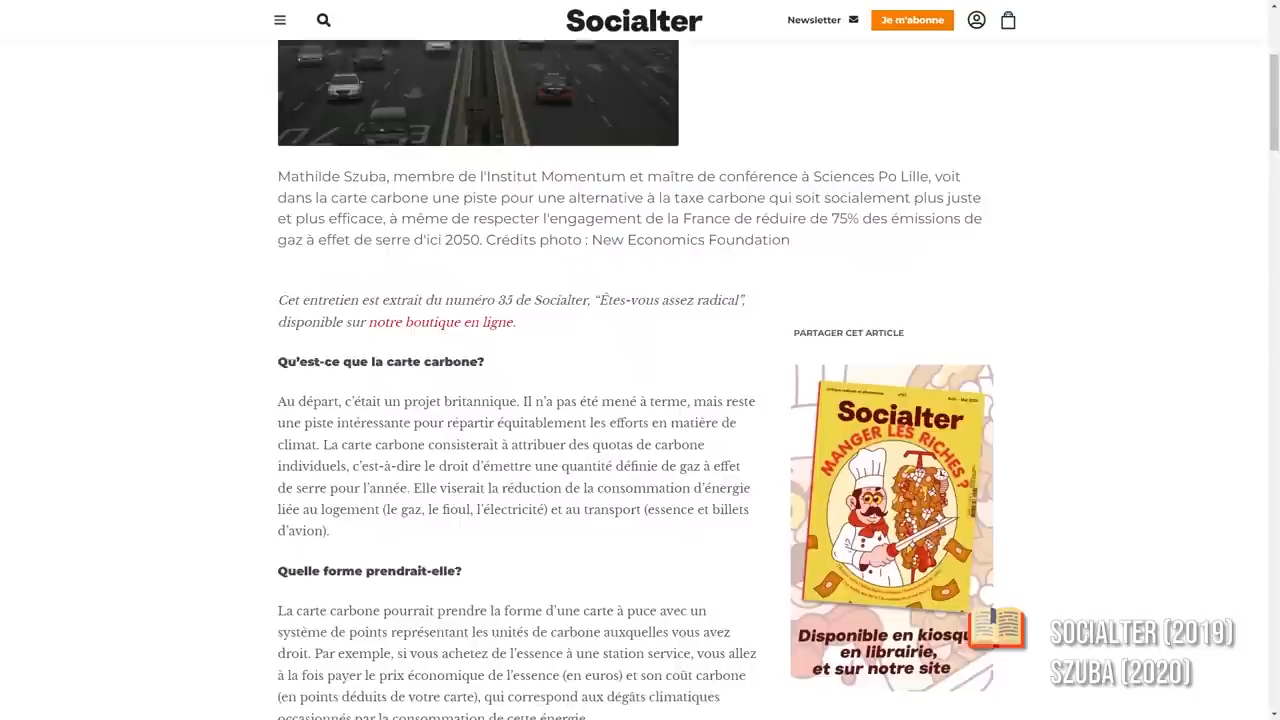 Socialter
Newsletter
Je m'abonne
Mathilde Szuba, membre de l'Institut Momentum et maître de conférence à Sciences Po Lille, voit
dans la carte carbone une piste pour une alternative à la taxe carbone qui soit socialement plus juste
et plus efficace, à même de respecter l'engagement de la France de réduire de 75% des émissions de
gaz à effet de serre d'ici 2050. Crédits photo : New Economics Foundation
Cet entretien est extrait du numéro 35 de Socialter, “Êtes-vous assez radical”,
disponible sur notre boutique en ligne.
Qu’est-ce que la carte carbone?
Au départ, c’était un projet britannique. Il n’a pas été mené à terme, mais reste
une piste intéressante pour répartir équitablement les efforts en matière de
climat. La carte carbone consisterait à attribuer des quotas de carbone
individuels, c’est-à-dire le droit d’émettre une quantité définie de gaz à effet
de serre pour l’année. Elle viserait la réduction de la consommation d’énergie
liée au logement (le gaz, le fioul, l’électricité) et au transport (essence et billets
d’avion).
Quelle forme prendrait-elle?
La carte carbone pourrait prendre la forme d’une carte à puce avec un
système de points représentant les unités de carbone auxquelles vous avez
droit. Par exemple, si vous achetez de l’essence à une station service, vous allez
à la fois payer le prix économique de l’essence (en euros) et son coût carbone
(en points déduits de votre carte), qui correspond aux dégâts climatiques
occasionnés par la consommation de cette énergie.
PARTAGER CET ARTICLE
Socialter
MANGER LES RICHES ?
Disponible en kiosqu
en librairie,
et sur notre site
SOCIALTER (2019)
SZUBA (2020)